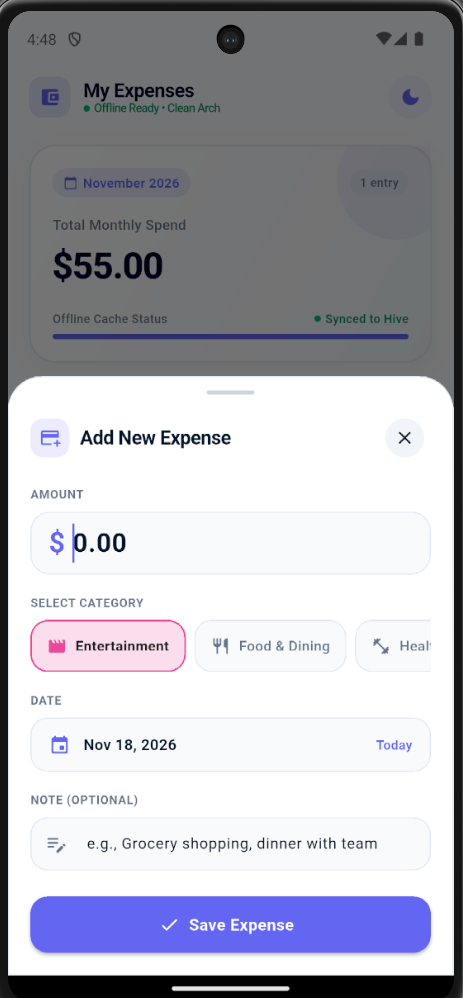 4:48
My Expenses
Offline Ready • Clean Arch
November 2026
1 entry
Total Monthly Spend
$55.00
Offline Cache Status
Synced to Hive
Add New Expense
AMOUNT
$ 0.00
SELECT CATEGORY
Entertainment
Food & Dining
Heal
DATE
Nov 18, 2026
Today
NOTE (OPTIONAL)
e.g., Grocery shopping, dinner with team
Save Expense